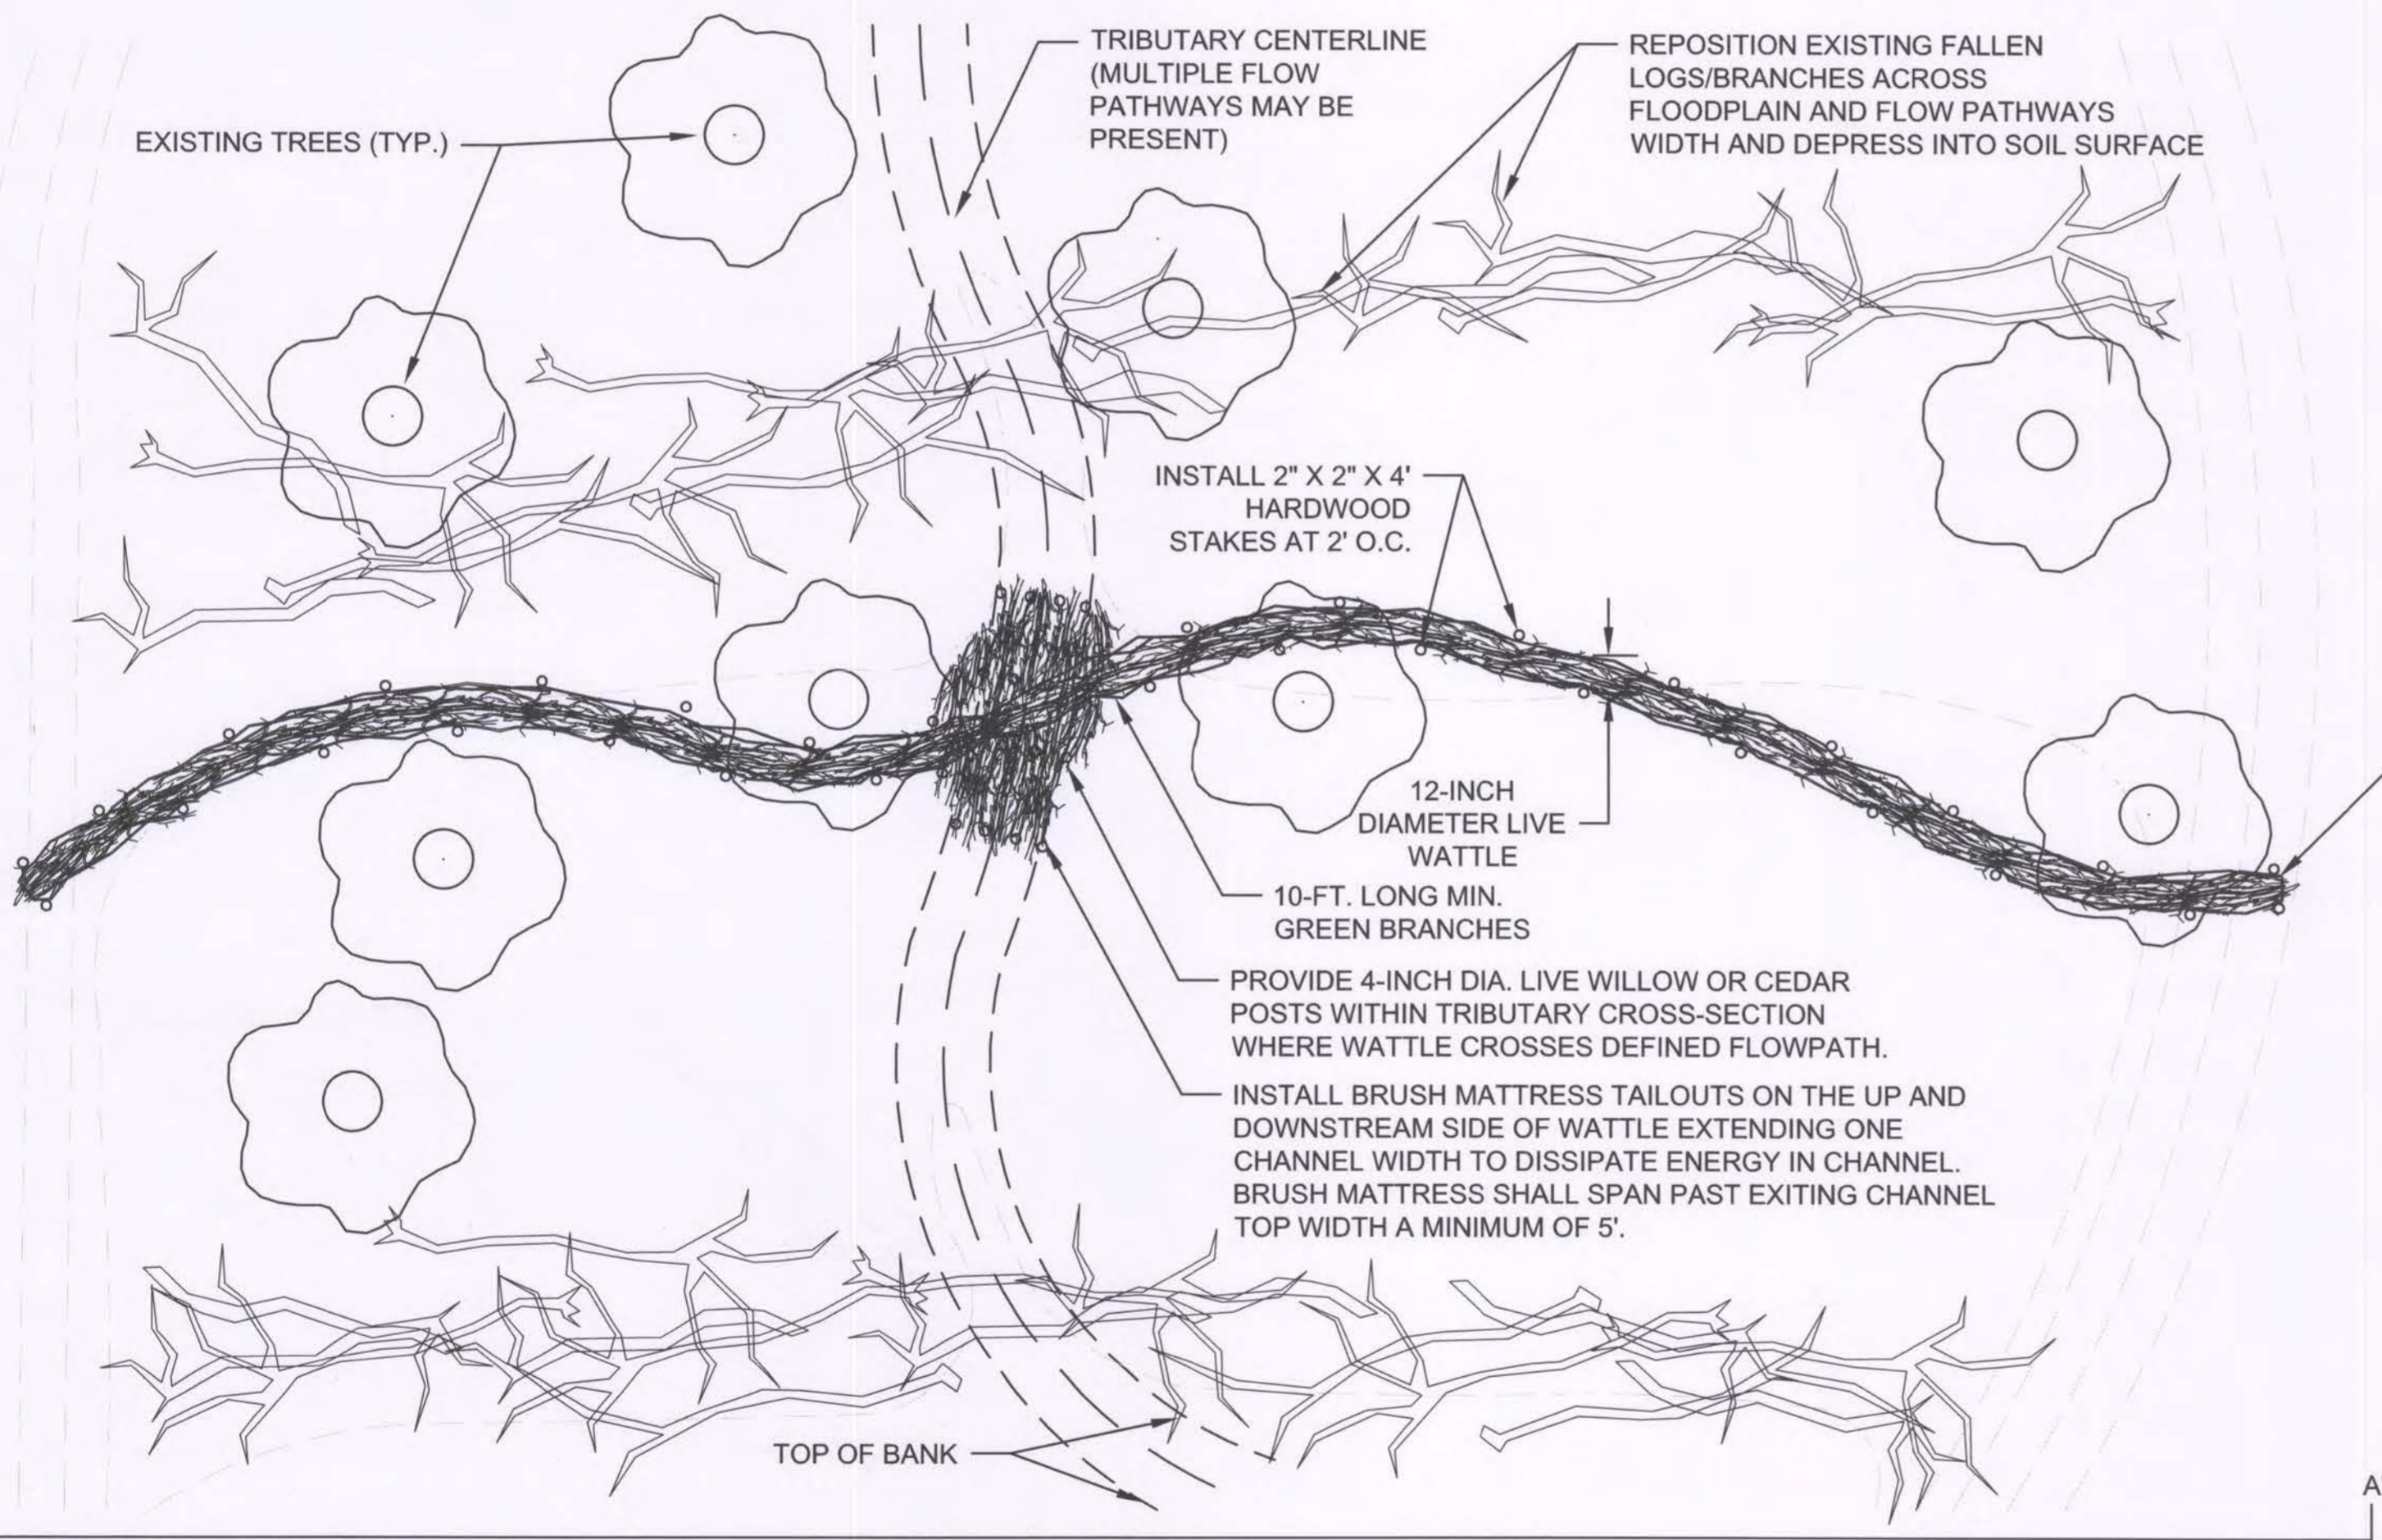 EXISTING TREES (TYP.)
TRIBUTARY CENTERLINE
(MULTIPLE FLOW
PATHWAYS MAY BE
PRESENT)
REPOSITION EXISTING FALLEN
LOGS/BRANCHES ACROSS
FLOODPLAIN AND FLOW PATHWAYS
WIDTH AND DEPRESS INTO SOIL SURFACE
INSTALL 2" X 2" X 4'
HARDWOOD
STAKES AT 2' O.C.
12-INCH
DIAMETER LIVE
WATTLE
10-FT. LONG MIN.
GREEN BRANCHES
PROVIDE 4-INCH DIA. LIVE WILLOW OR CEDAR
POSTS WITHIN TRIBUTARY CROSS-SECTION
WHERE WATTLE CROSSES DEFINED FLOWPATH.
INSTALL BRUSH MATTRESS TAILOUTS ON THE UP AND
DOWNSTREAM SIDE OF WATTLE EXTENDING ONE
CHANNEL WIDTH TO DISSIPATE ENERGY IN CHANNEL.
BRUSH MATTRESS SHALL SPAN PAST EXITING CHANNEL
TOP WIDTH A MINIMUM OF 5'.
TOP OF BANK